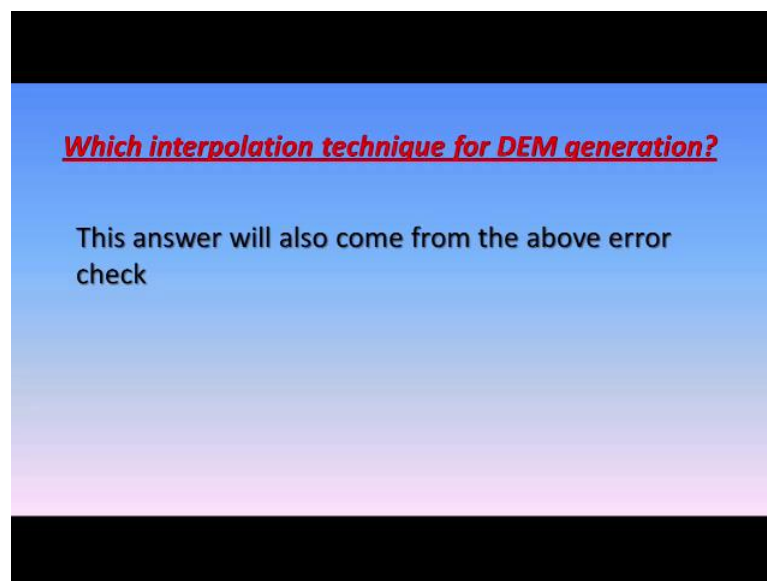 Which interpolation technique for DEM generation?
This answer will also come from the above error
check